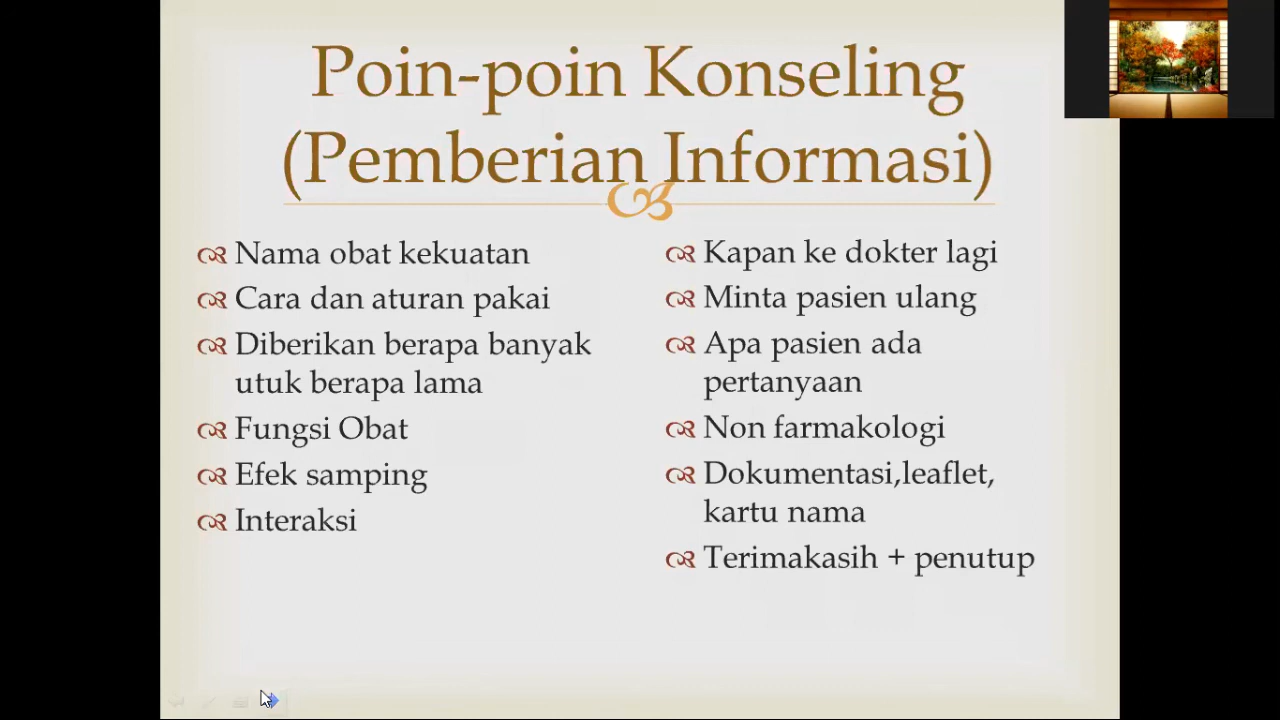 Poin-poin Konseling
(Pemberian Informasi)
Nama obat kekuatan
Cara dan aturan pakai
Diberikan berapa banyak
utuk berapa lama
Fungsi Obat
Efek samping
Interaksi
Kapan ke dokter lagi
Minta pasien ulang
Apa pasien ada
pertanyaan
Non farmakologi
Dokumentasi,leaflet,
kartu nama
Terimakasih + penutup